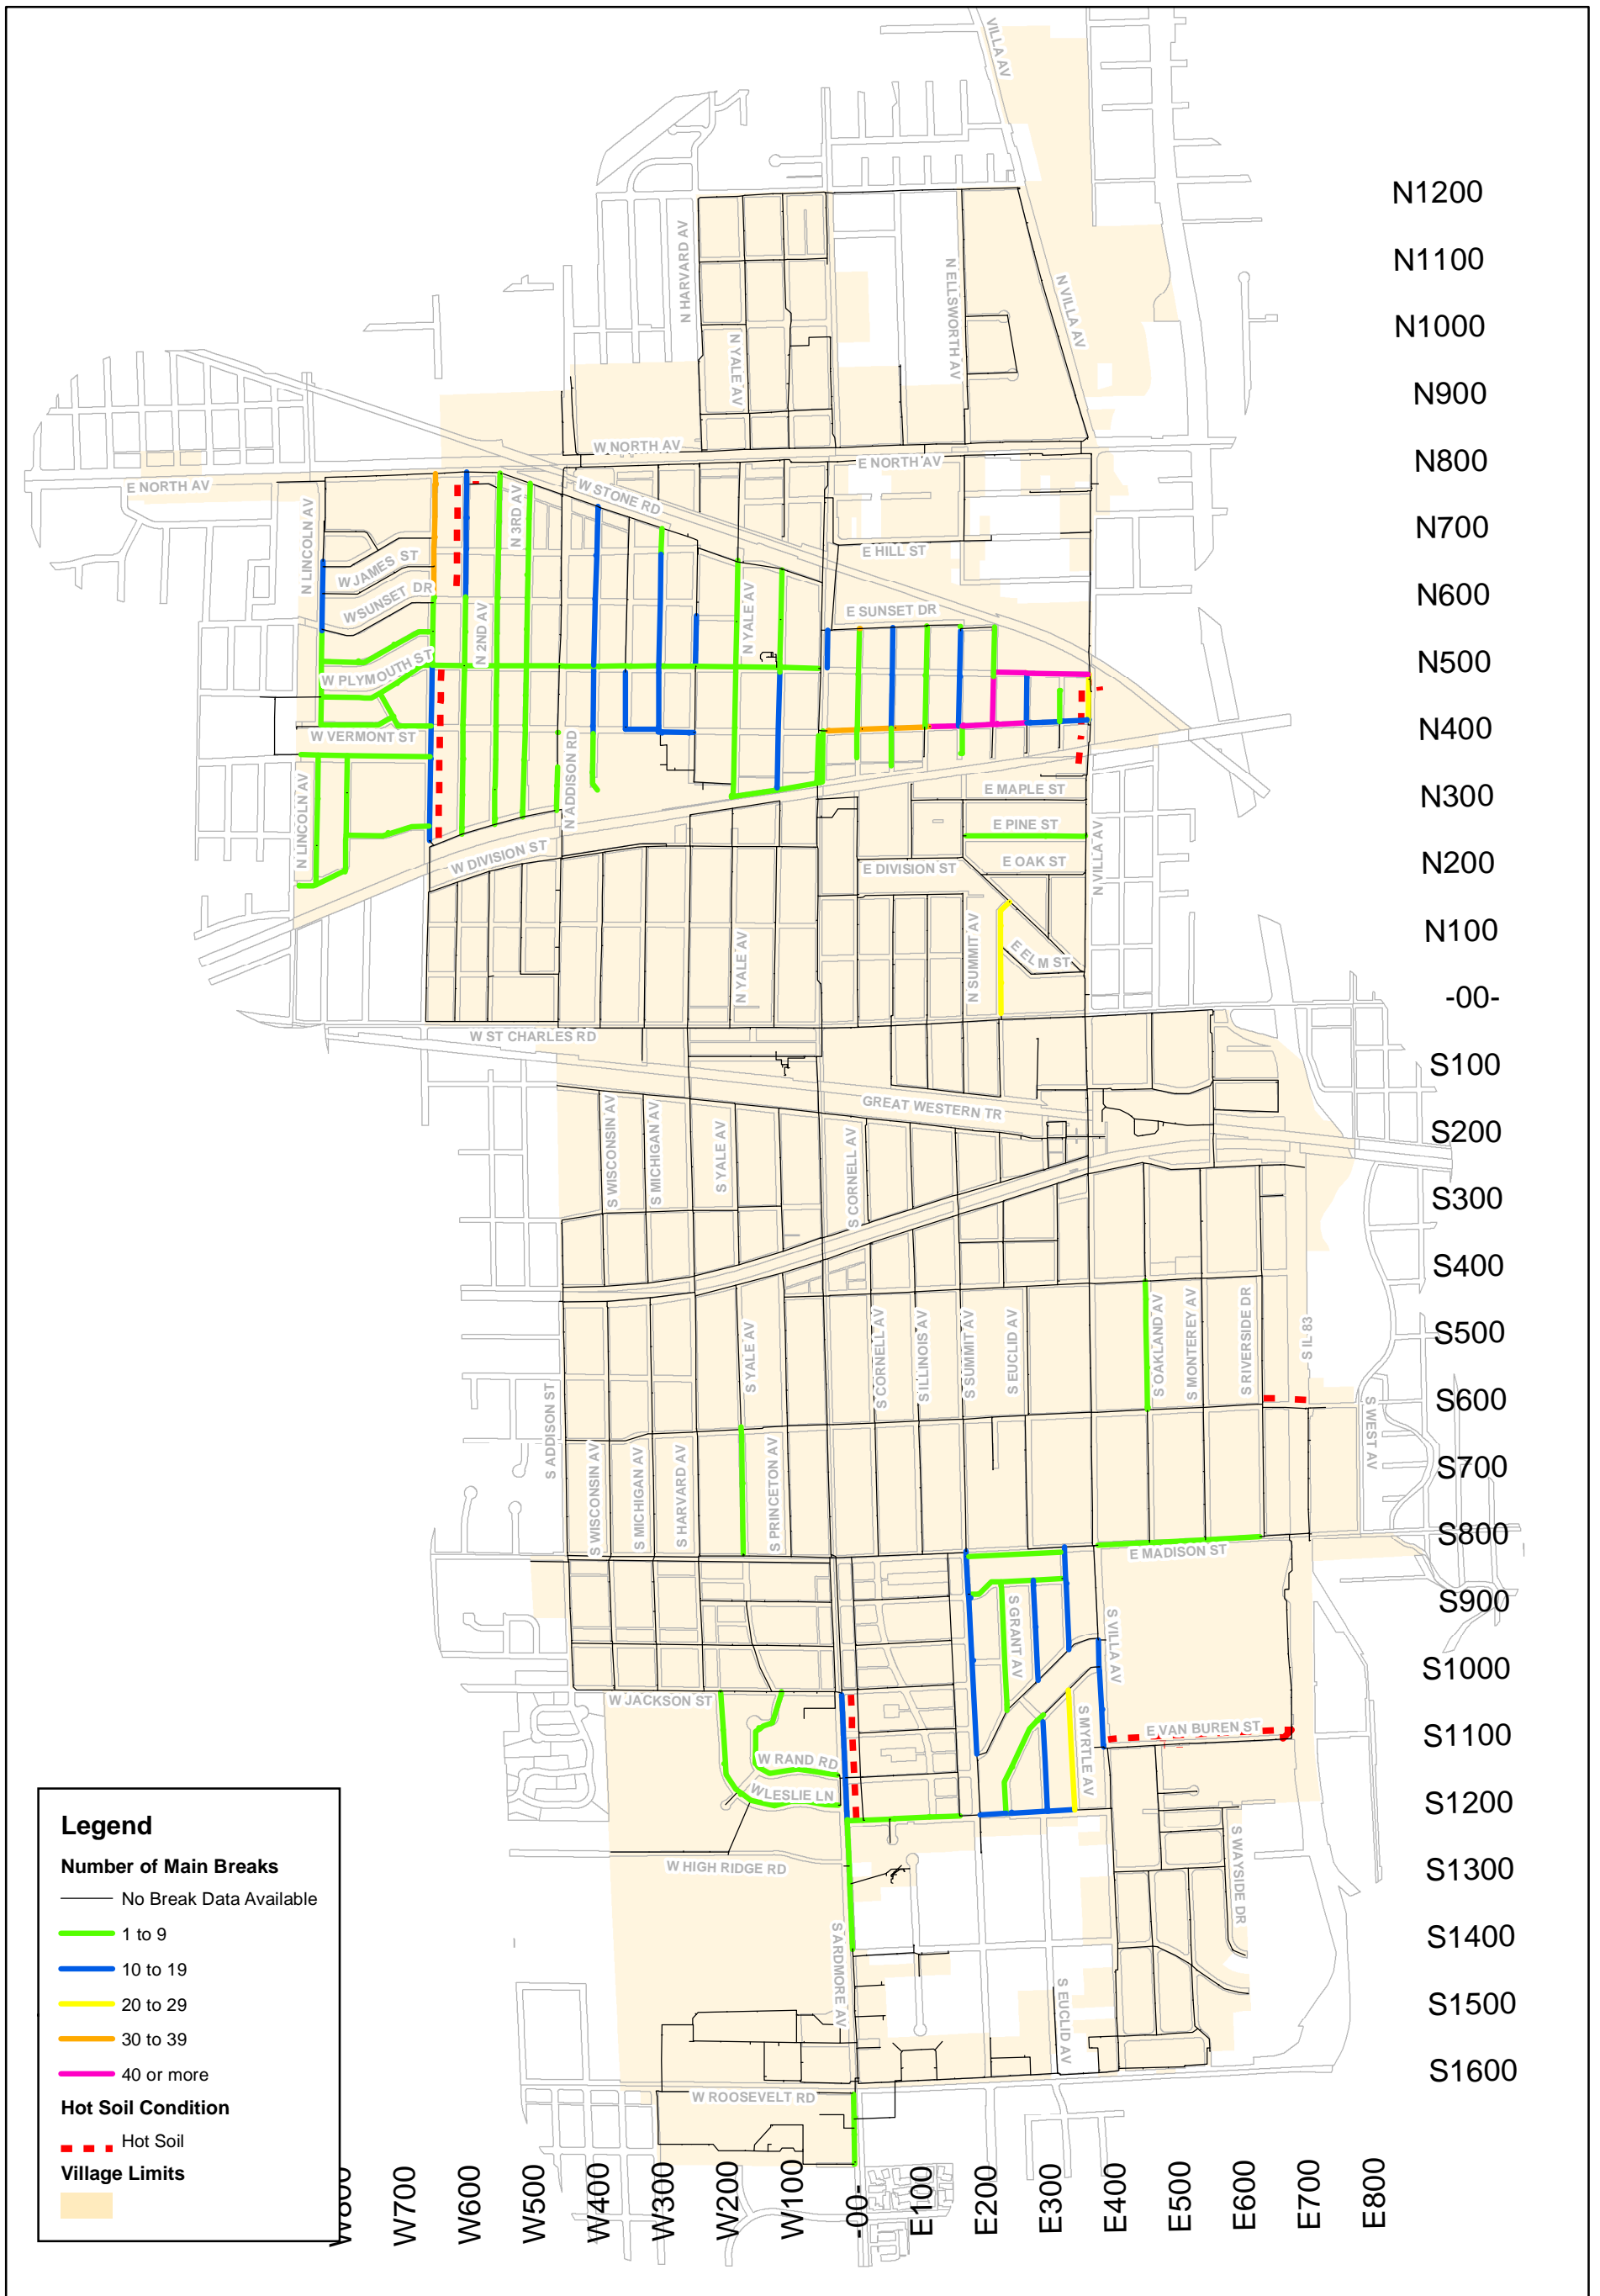 VILLA AV
N1200
N HARVARD AV
N ELLSWORTH AV
N VILLA AV
N1100
N1000
N YALE AV
N900
W NORTH AV
E NORTH AV
N800
E NORTH AV
W STONE RD
N 3RD AV
N700
N LINCOLN AV
W JAMES ST
E HILL ST
W SUNSET DR
N600
E SUNSET DR
N 2ND AV
N YALE AV
W PLYMOUTH ST
N500
W VERMONT ST
N400
N ADDISON RD
E MAPLE ST
N300
N LINCOLN AV
E PINE ST
N VILLA AV
W DIVISION ST
E DIVISION ST
E OAK ST
N200
N YALE AV
N SUMMIT AV
E ELM ST
N100
-00-
W ST CHARLES RD
S100
GREAT WESTERN TR
S WISCONSIN AV
S MICHIGAN AV
S YALE AV
S CORNELL AV
S200
S300
S400
S YALE AV
S CORNELL AV
S ILLINOIS AV
S SUMMIT AV
S EUCLID AV
S OAKLAND AV
S MONTEREY AV
S RIVERSIDE DR
S IL 83
S500
S ADDISON ST
S WEST AV
S600
S WISCONSIN AV
S MICHIGAN AV
S HARVARD AV
S PRINCETON AV
S700
S800
E MADISON ST
S900
S GRANT AV
S VILLA AV
S1000
W JACKSON ST
S MYRTLE AV
E VAN BUREN ST
S1100
W RAND RD
W LESLIE LN
S1200
S WAYSIDE DR
W HIGH RIDGE RD
S1300
S ARDMORE AV
S1400
S EUCLID AV
S1500
W ROOSEVELT RD
S1600
Legend
Number of Main Breaks
No Break Data Available
1 to 9
10 to 19
20 to 29
30 to 39
40 or more
Hot Soil Condition
Hot Soil
Village Limits
W800
W700
W600
W500
W400
W300
W200
W100
-00-
E100
E200
E300
E400
E500
E600
E700
E800